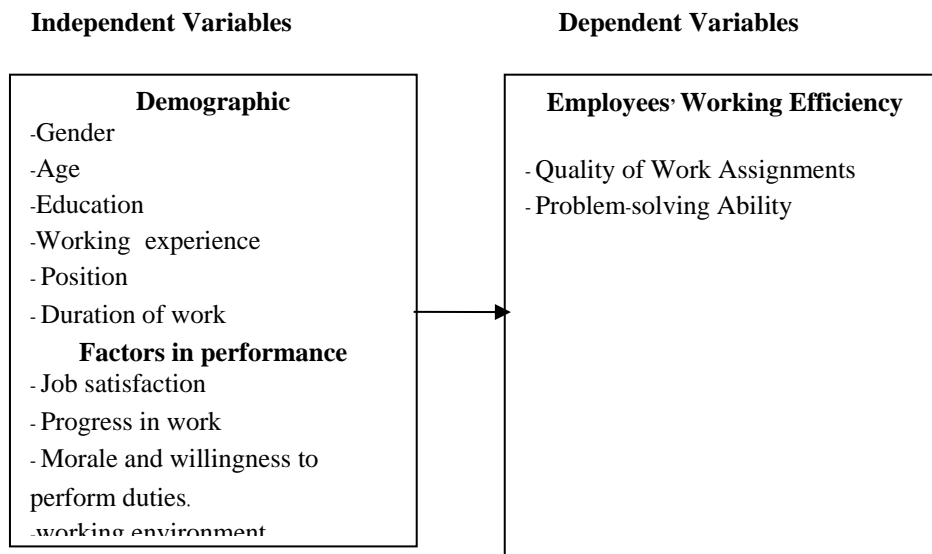 Independent Variables
Dependent Variables
Demographic
-Gender
-Age
-Education
-Working experience
- Position
- Duration of work
Factors in performance
- Job satisfaction
- Progress in work
- Morale and willingness to
perform duties.
-working environment
Employees' Working Efficiency
- Quality of Work Assignments
- Problem-solving Ability